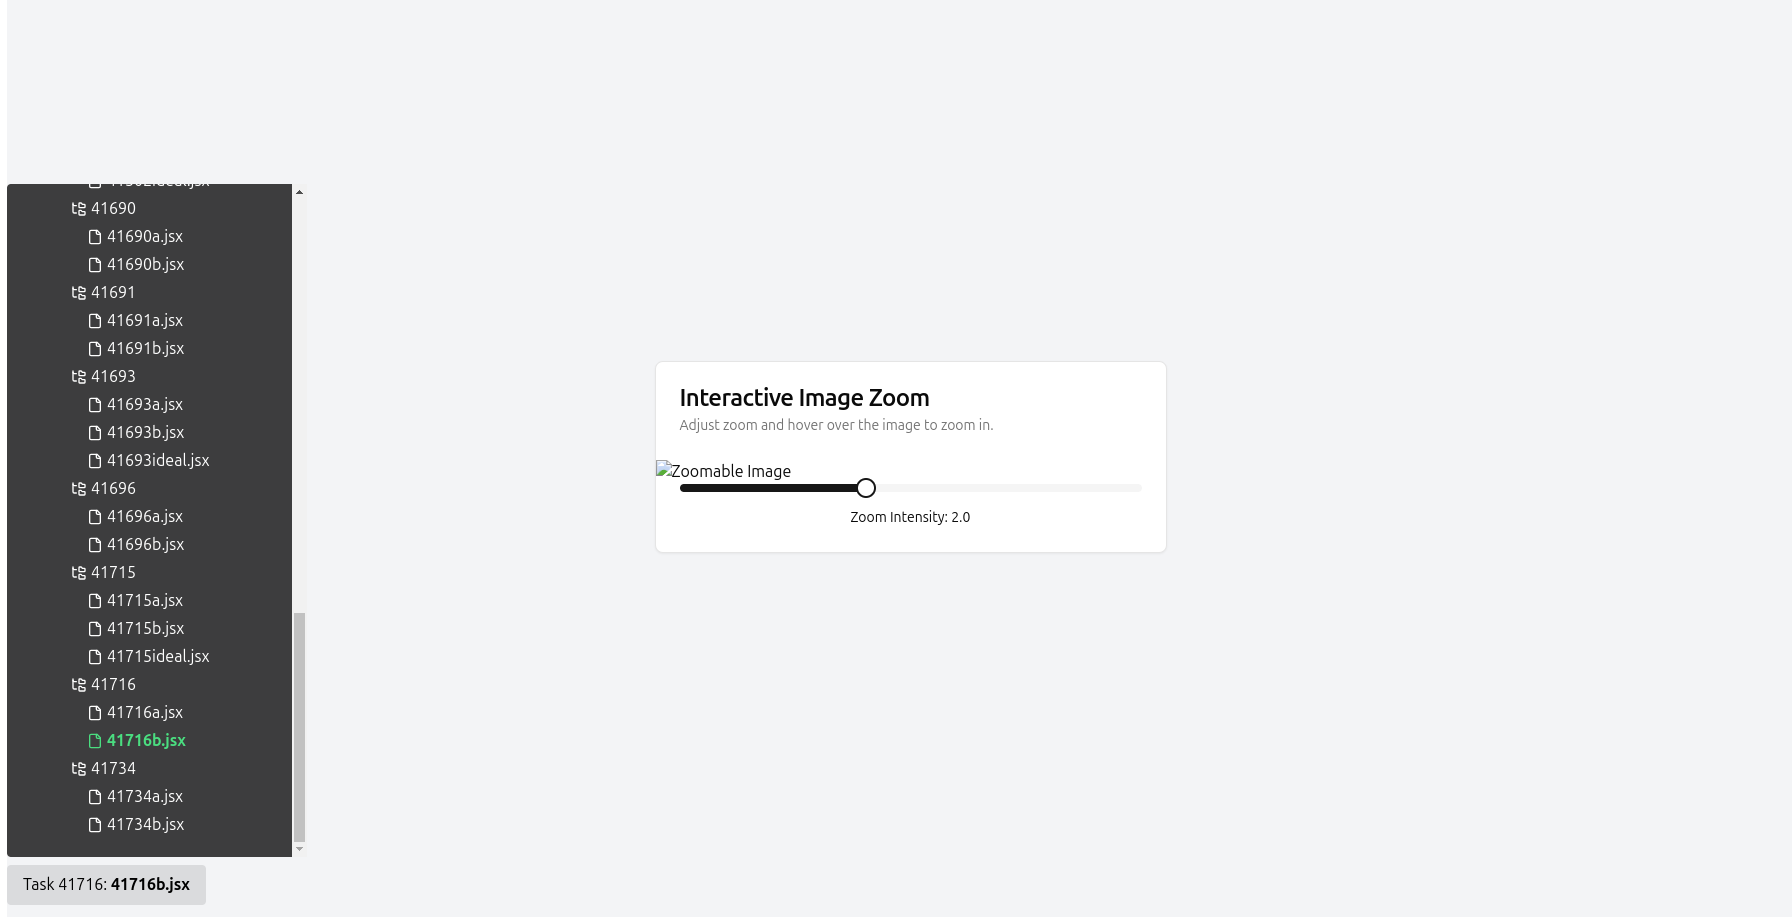 41690
41690a.jsx
41690b.jsx
41691
41691a.jsx
41691b.jsx
41693
41693a.jsx
41693b.jsx
41693ideal.jsx
41696
41696a.jsx
41696b.jsx
41715
41715a.jsx
41715b.jsx
41715ideal.jsx
41716
41716a.jsx
41716b.jsx
41734
41734a.jsx
41734b.jsx
Task 41716: 41716b.jsx
Interactive Image Zoom
Adjust zoom and hover over the image to zoom in.
Zoomable Image
Zoom Intensity: 2.0